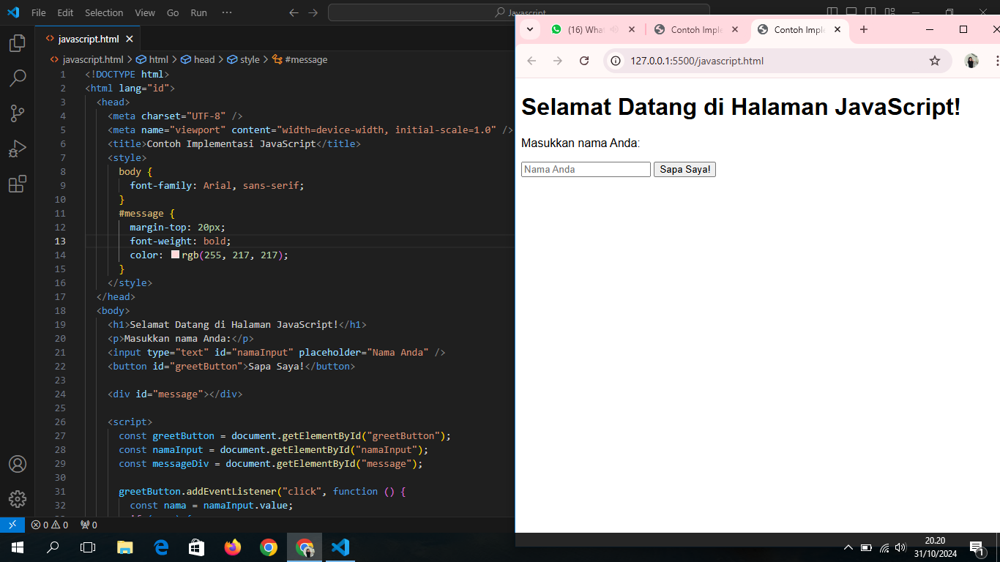 File Edit Selection View Go Run ···
Javascript
javascript.html
javascript.html > html > head > style > #message
1 <!DOCTYPE html>
2 <html lang="id">
3 <head>
4 <meta charset="UTF-8" />
5 <meta name="viewport" content="width=device-width, initial-scale=1.0" />
6 <title>Contoh Implementasi JavaScript</title>
7 <style>
8 body {
9 font-family: Arial, sans-serif;
10 }
11 #message {
12 margin-top: 20px;
13 font-weight: bold;
14 color: rgb(255, 217, 217);
15 }
16 </style>
17 </head>
18 <body>
19 <h1>Selamat Datang di Halaman JavaScript!</h1>
20 <p>Masukkan nama Anda:</p>
21 <input type="text" id="namaInput" placeholder="Nama Anda" />
22 <button id="greetButton">Sapa Saya!</button>
23
24 <div id="message"></div>
25
26 <script>
27 const greetButton = document.getElementById("greetButton");
28 const namaInput = document.getElementById("namaInput");
29 const messageDiv = document.getElementById("message");
30
31 greetButton.addEventListener("click", function () {
32 const nama = namaInput.value;
0 0 0
(16) What Contoh Imple Contoh Imple
127.0.0.1:5500/javascript.html
Selamat Datang di Halaman JavaScript!
Masukkan nama Anda:
Nama Anda Sapa Saya!
20.20
31/10/2024
1